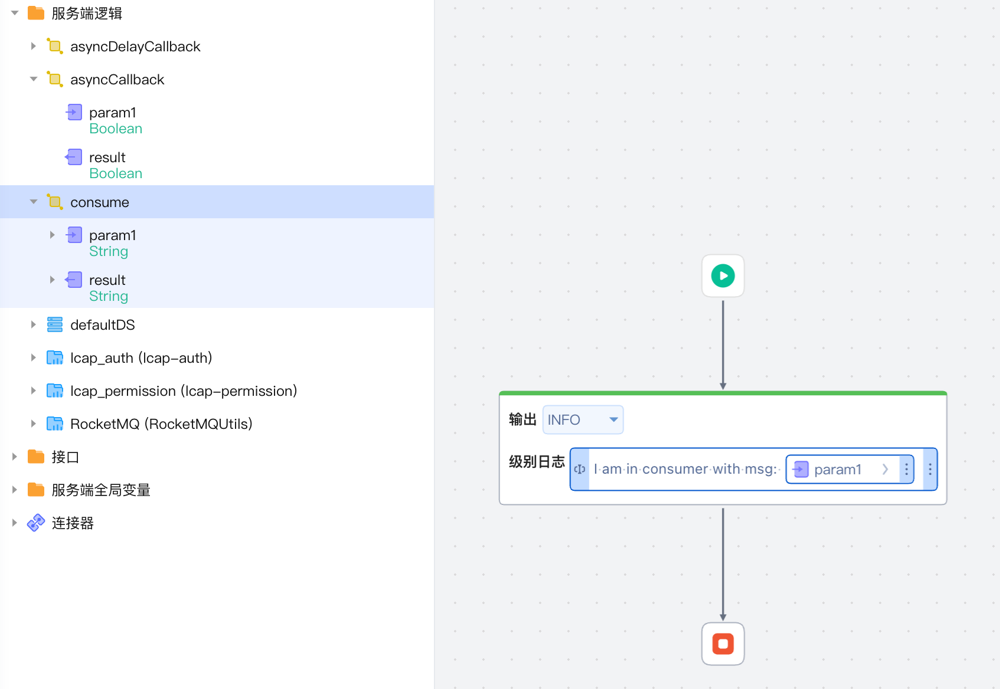 服务端逻辑
asyncDelayCallback
asyncCallback
param1
Boolean
result
Boolean
consume
param1
String
result
String
defaultDS
lcap_auth (lcap-auth)
lcap_permission (lcap-permission)
RocketMQ (RocketMQUtils)
接口
服务端全局变量
连接器
输出 INFO
级别日志 I·am·in·consumer·with·msg:· param1